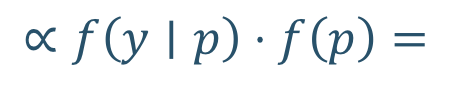 ∝ f(y | p) · f(p) =